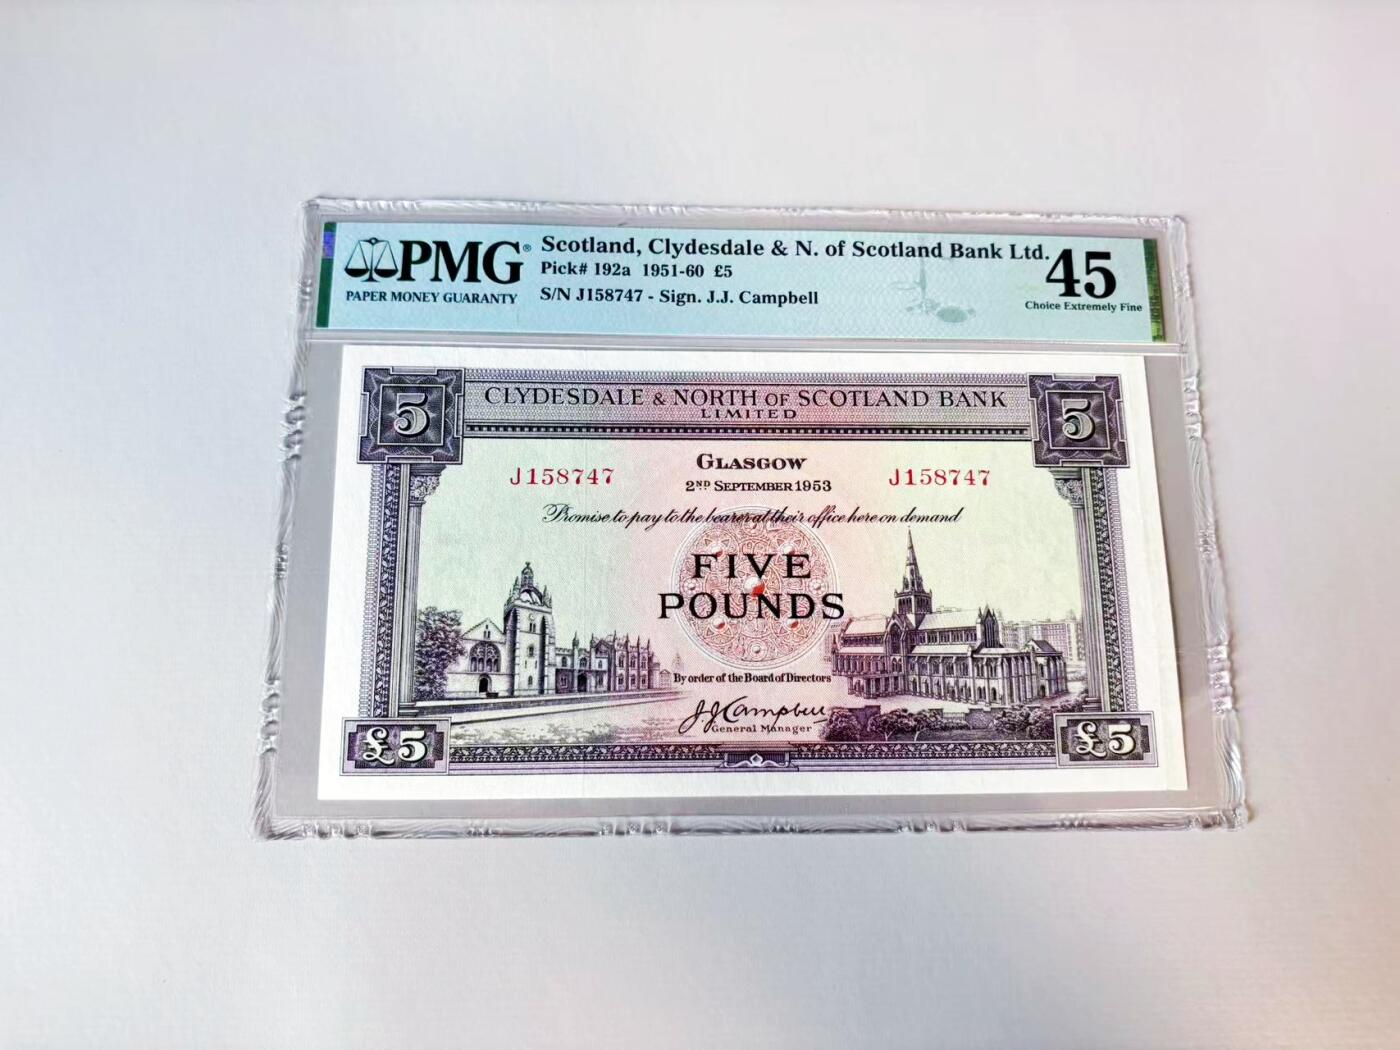 PMG®
PAPER MONEY GUARANTY
Scotland, Clydesdale & N. of Scotland Bank Ltd.
Pick# 192a 1951-60 £5
S/N J158747 - Sign. J.J. Campbell
45
Choice Extremely Fine
5
CLYDESDALE & NORTH OF SCOTLAND BANK
LIMITED
5
GLASGOW
J158747
2ND SEPTEMBER 1953
J158747
Promise to pay to the bearer at their office here on demand
FIVE
POUNDS
By order of the Board of Directors
J.J. Campbell
General Manager
£5
£5